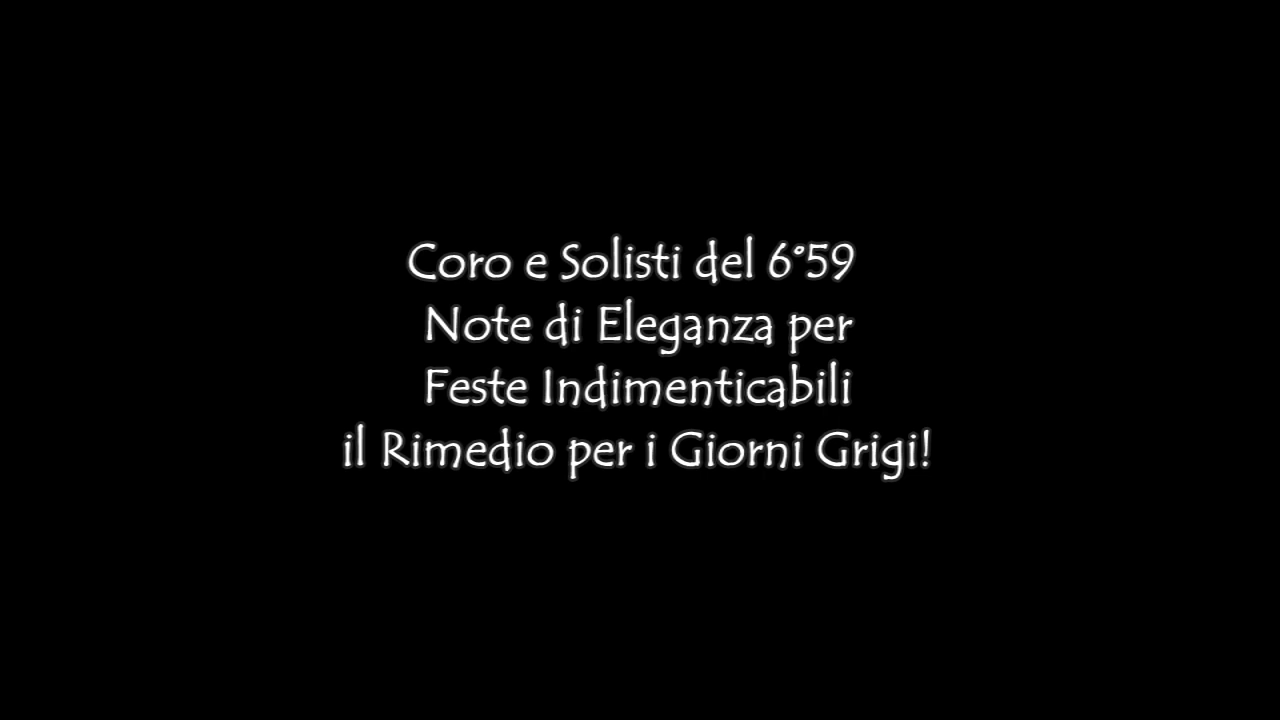 Coro e Solisti del 6°59
Note di Eleganza per
Feste Indimenticabili
il Rimedio per i Giorni Grigi!